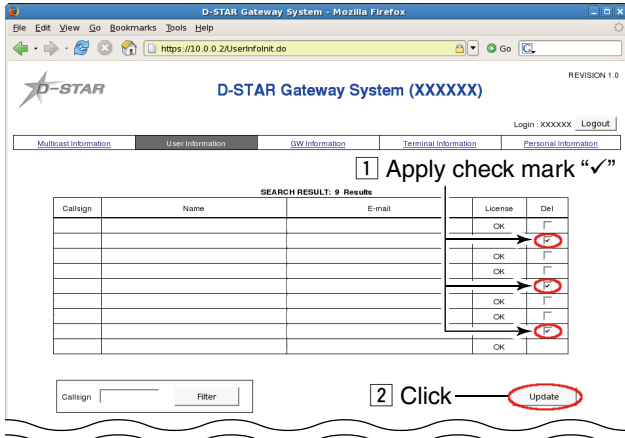 D-STAR Gateway System - Mozilla Firefox
File Edit View Go Bookmarks Tools Help
https://10.0.0.2/UserInfoInit.do Go G
REVISION 1.0
D-STAR D-STAR Gateway System (XXXXXX)
Login : XXXXXX Logout
Multicast Information User Information GW Information Terminal Information Personal Information
1 Apply check mark “✓”
SEARCH RESULT: 9 Results
Callsign Name E-mail License Del
OK
OK
OK
OK
OK
OK
Callsign Filter 2 Click Update